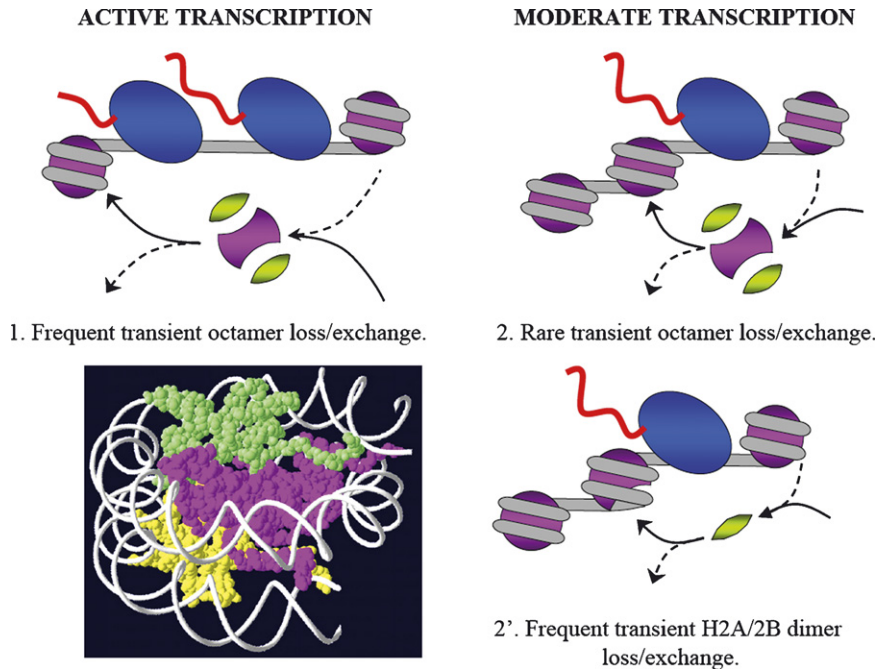 ACTIVE TRANSCRIPTION
MODERATE TRANSCRIPTION
1. Frequent transient octamer loss/exchange.
2. Rare transient octamer loss/exchange.
2'. Frequent transient H2A/2B dimer
loss/exchange.